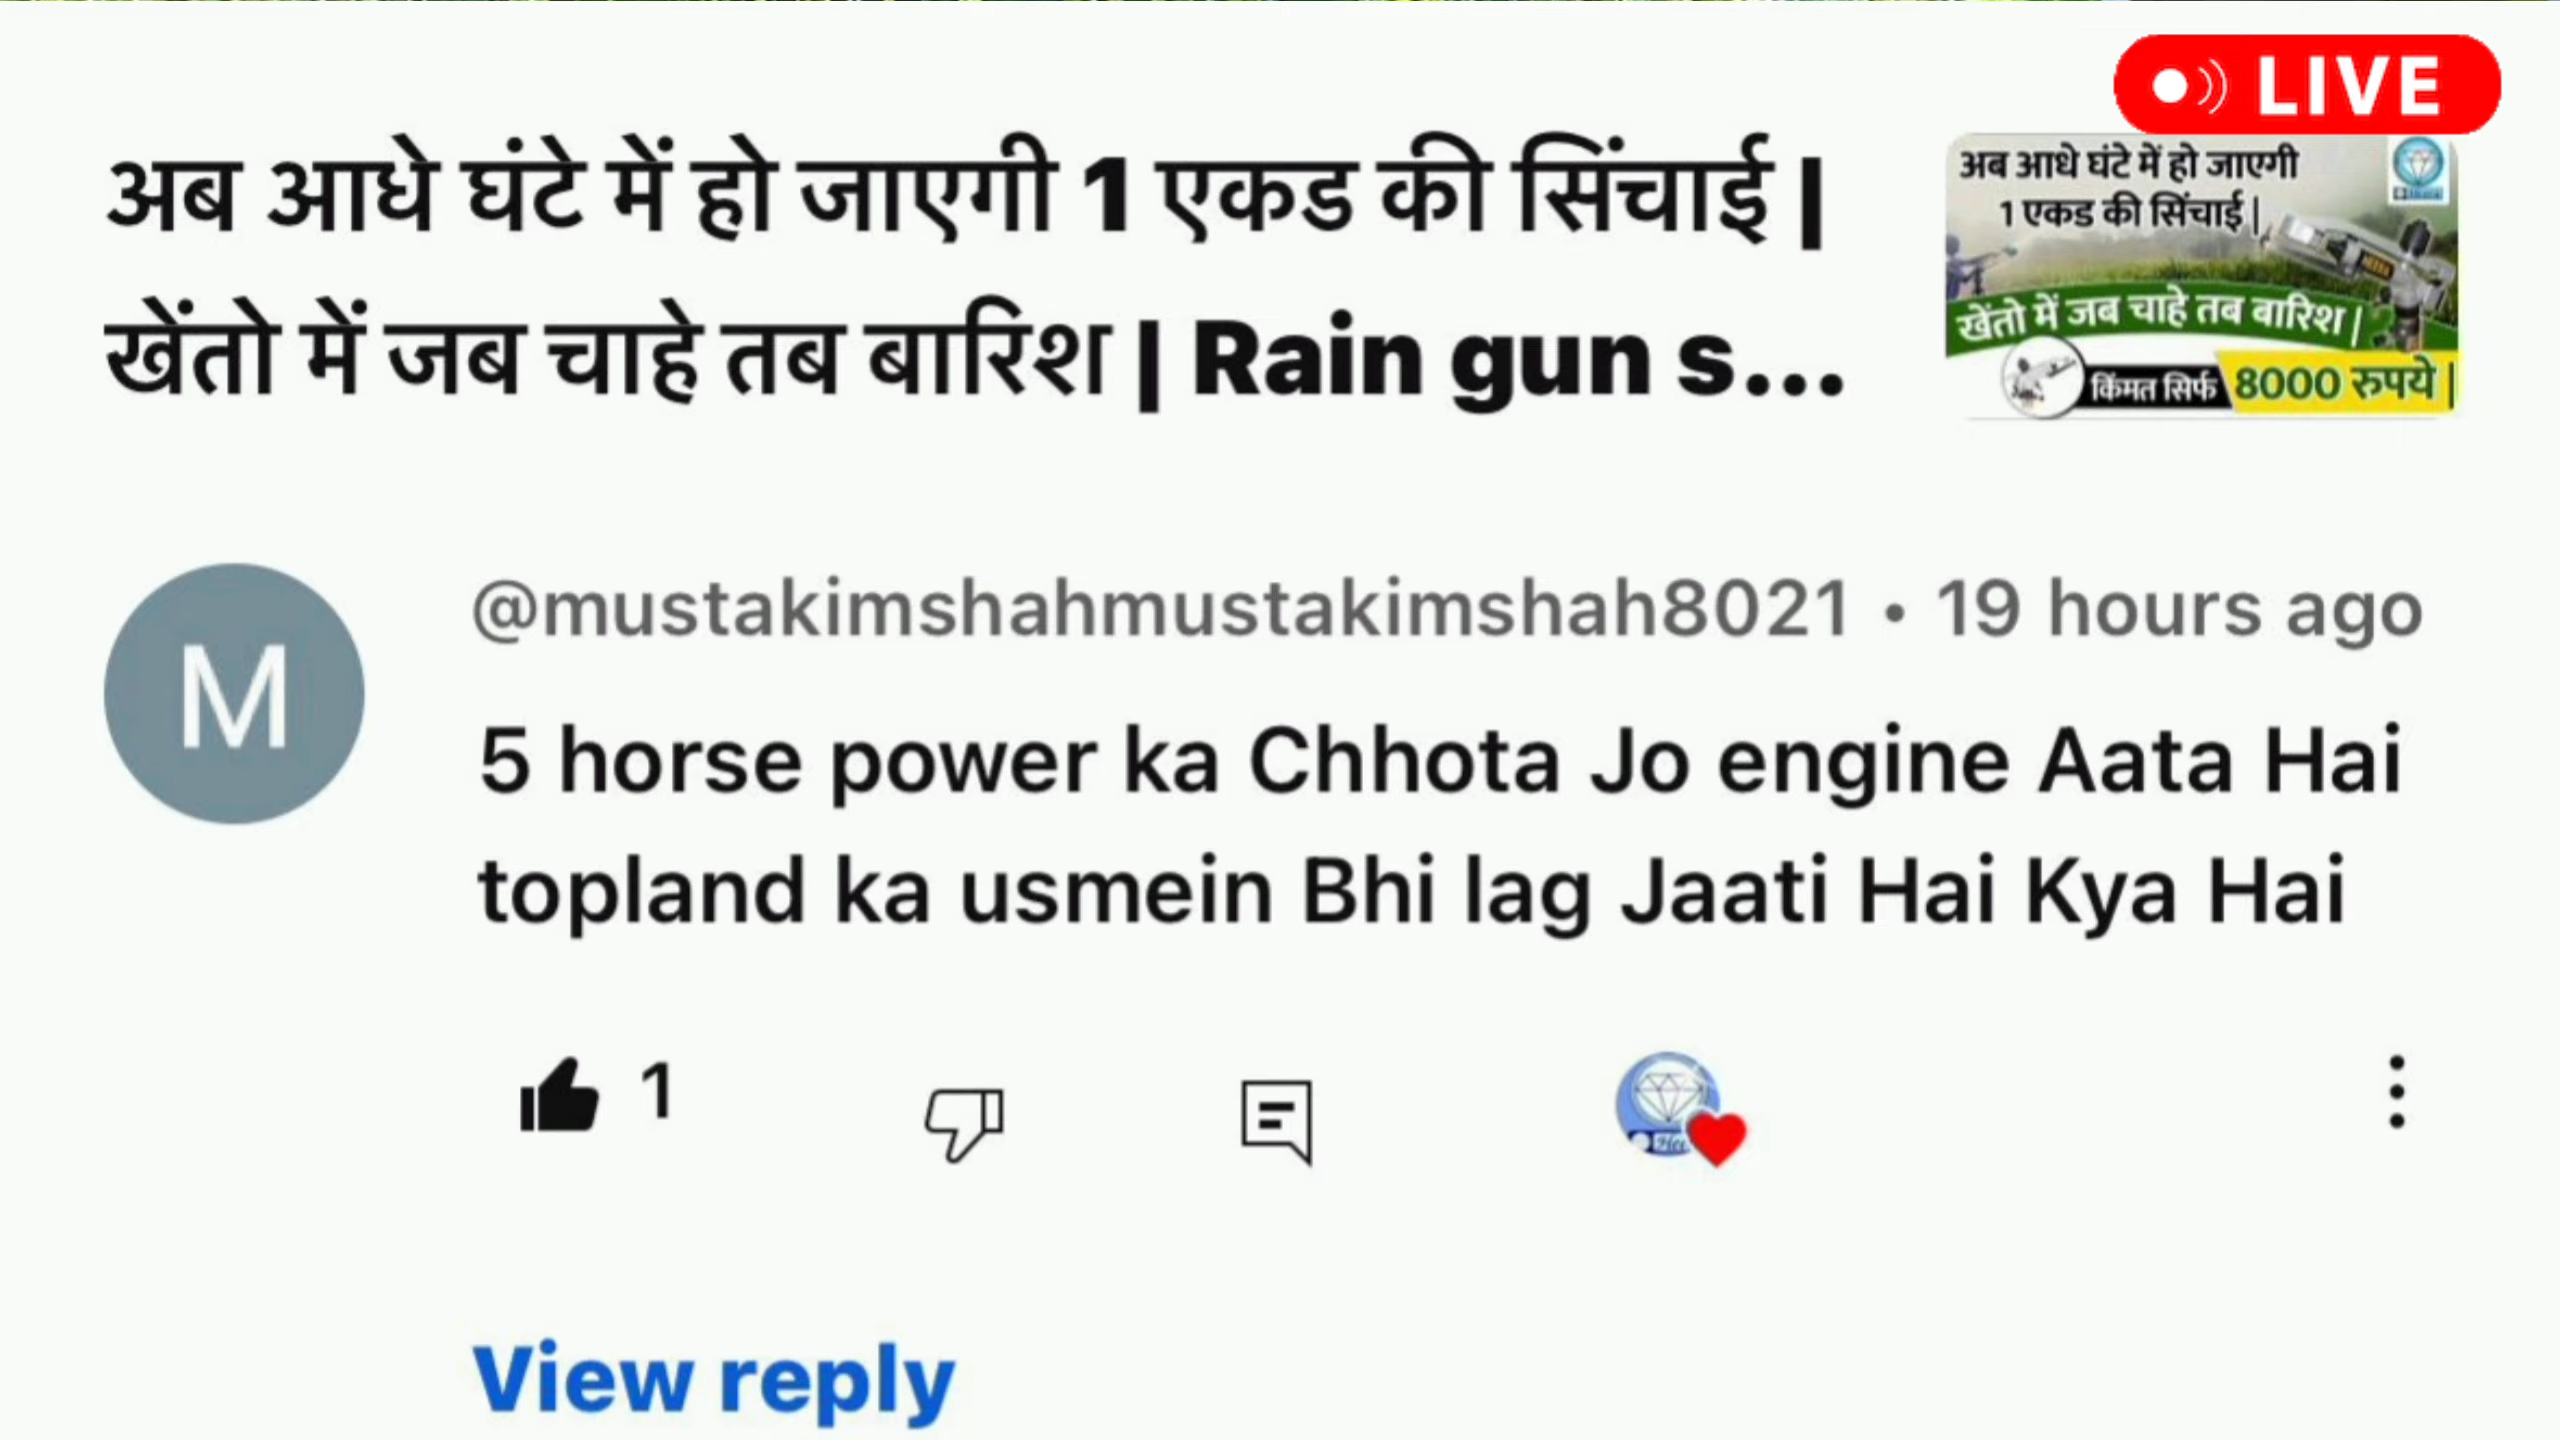 LIVE
अब आधे घंटे में हो जाएगी 1 एकड की सिंचाई |
खेंतो में जब चाहे तब बारिश | Rain gun s...
अब आधे घंटे में हो जाएगी
1 एकड की सिंचाई |
खेंतो में जब चाहे तब बारिश |
किंमत सिर्फ 8000 रुपये |
M
@mustakimshahmustakimshah8021 • 19 hours ago
5 horse power ka Chhota Jo engine Aata Hai
topland ka usmein Bhi lag Jaati Hai Kya Hai
1
View reply